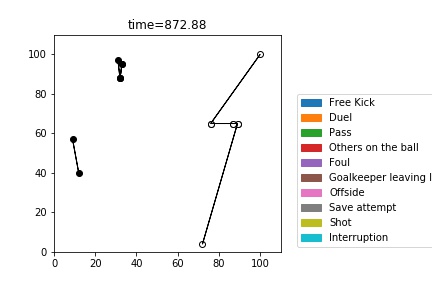 time=872.88
100
80
60
40
20
0
0 20 40 60 80 100
Free Kick
Duel
Pass
Others on the ball
Foul
Goalkeeper leaving l
Offside
Save attempt
Shot
Interruption